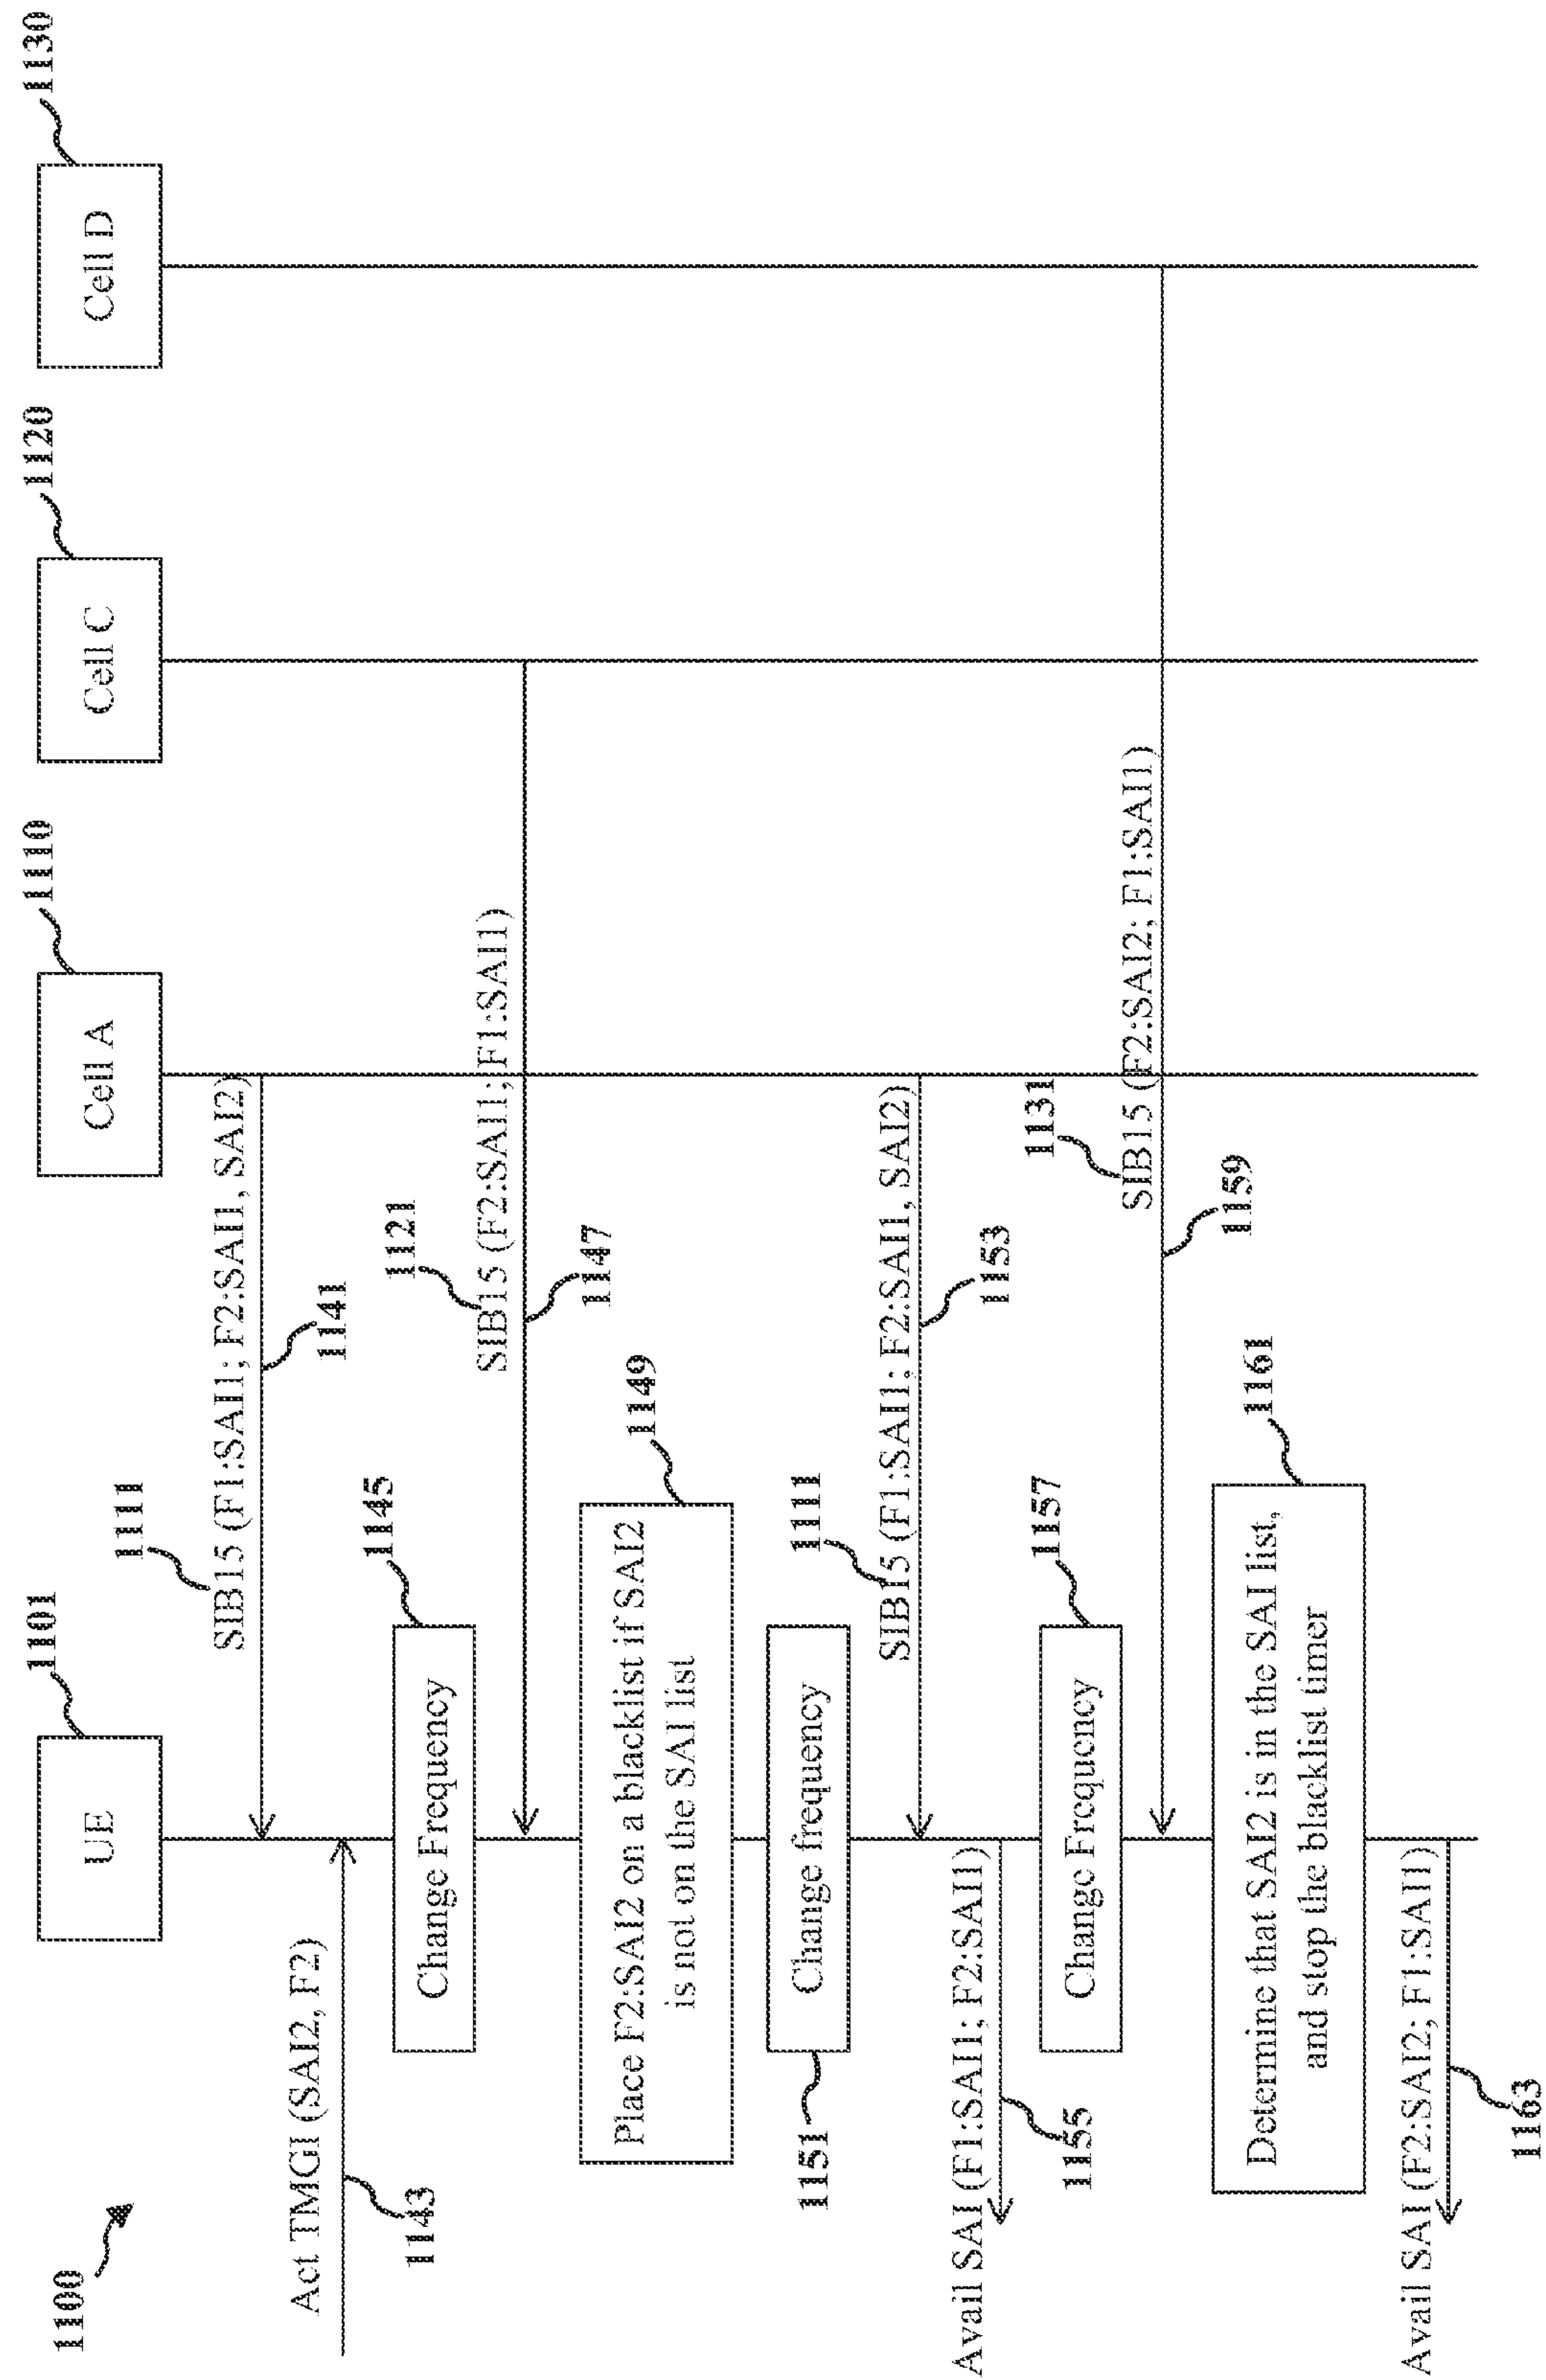 1100
UE
1101
Cell A
1110
Cell C
1120
Cell D
1130
1111
SIB15 (F1:SAI1; F2:SAI1, SAI2)
1141
Act TMGI (SAI2, F2)
1143
Change Frequency
1145
1121
SIB15 (F2:SAI1; F1:SAI1)
1147
Place F2:SAI2 on a blacklist if SAI2
is not on the SAI list
1149
Change frequency
1151
1111
SIB15 (F1:SAI1; F2:SAI1, SAI2)
1153
Avail SAI (F1:SAI1; F2:SAI1)
1155
Change Frequency
1157
1131
SIB15 (F2:SAI2; F1:SAI1)
1159
Determine that SAI2 is in the SAI list,
and stop the blacklist timer
1161
Avail SAI (F2:SAI2; F1:SAI1)
1163